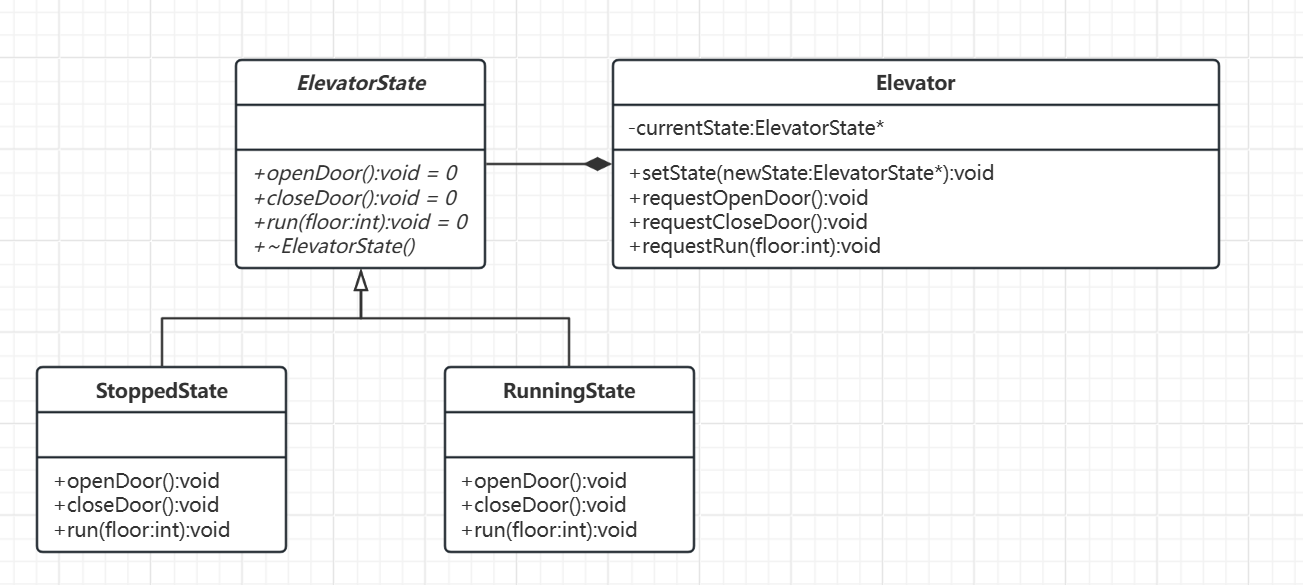 ElevatorState
+openDoor():void = 0
+closeDoor():void = 0
+run(floor:int):void = 0
+~ElevatorState()
Elevator
-currentState:ElevatorState*
+setState(newState:ElevatorState*):void
+requestOpenDoor():void
+requestCloseDoor():void
+requestRun(floor:int):void
StoppedState
+openDoor():void
+closeDoor():void
+run(floor:int):void
RunningState
+openDoor():void
+closeDoor():void
+run(floor:int):void